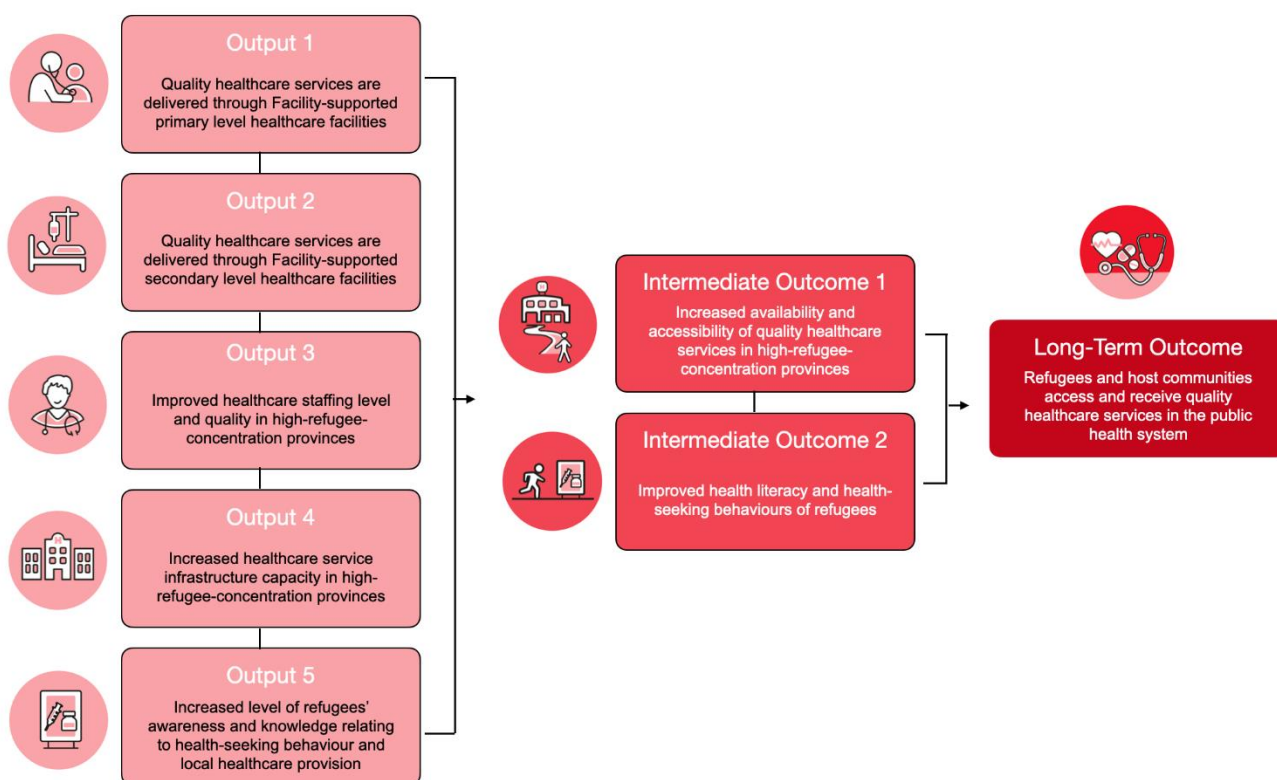 Output 1
Quality healthcare services are
delivered through Facility-supported
primary level healthcare facilities
Output 2
Quality healthcare services are
delivered through Facility-supported
secondary level healthcare facilities
Output 3
Improved healthcare staffing level
and quality in high-refugee-
concentration provinces
Output 4
Increased healthcare service
infrastructure capacity in high-
refugee-concentration provinces
Output 5
Increased level of refugees’
awareness and knowledge relating
to health-seeking behaviour and
local healthcare provision
Intermediate Outcome 1
Increased availability and
accessibility of quality healthcare
services in high-refugee-
concentration provinces
Intermediate Outcome 2
Improved health literacy and health-
seeking behaviours of refugees
Long-Term Outcome
Refugees and host communities
access and receive quality
healthcare services in the public
health system